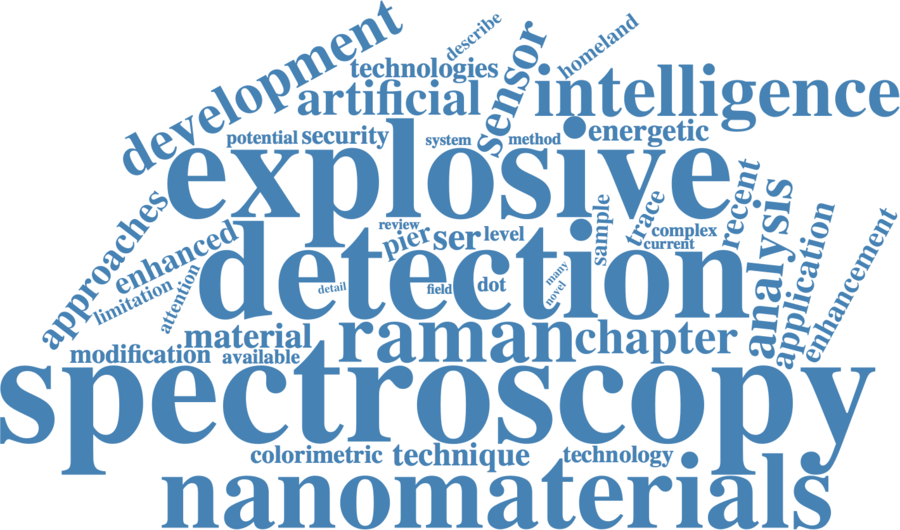 describe
homeland
development
technologies
sensor
artificial
intelligence
potential
security
system
method
energetic
explosive
approaches
enhanced
limitation
attention
review
pier
ser
level
sample
trace
complex
current
recent
analysis
application
enhancement
detection
detail
field
dot
many
novel
material
raman
chapter
modification
available
spectroscopy
colorimetric
technique
technology
nanomaterials